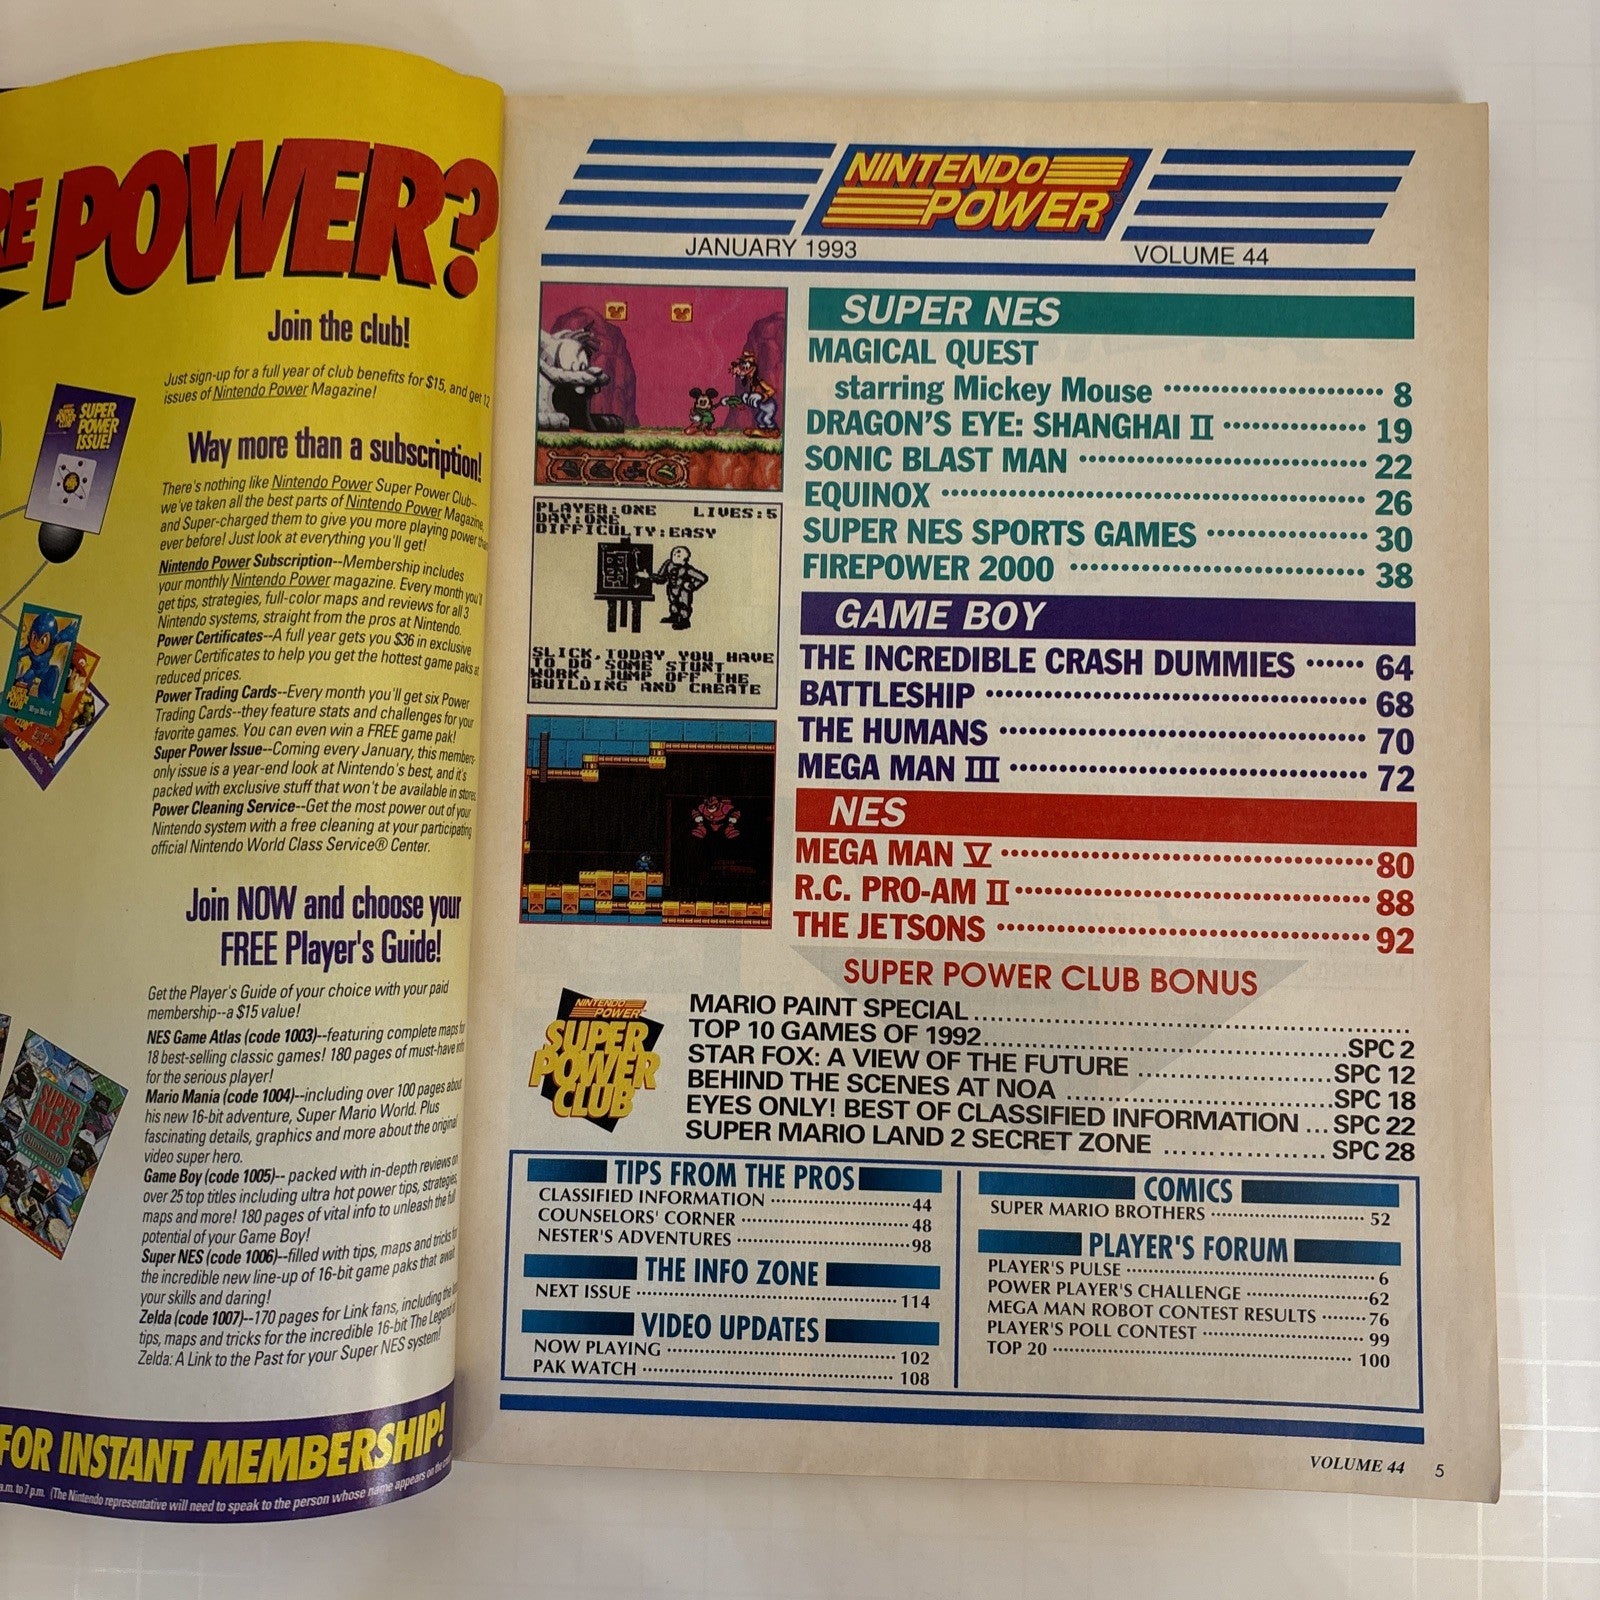 RE POWER?
Join the club!
Just sign-up for a full year of club benefits for $15, and get 12
issues of Nintendo Power Magazine!
SUPER
POWER
ISSUE!
Way more than a subscription!
There's nothing like Nintendo Power Super Power Club--
we've taken all the best parts of Nintendo Power Magazine,
and Super-charged them to give you more playing power than
ever before! Just look at everything you'll get!
Nintendo Power Subscription--Membership includes
your monthly Nintendo Power magazine. Every month you'll
get tips, strategies, full-color maps and reviews for all 3
Nintendo systems, straight from the pros at Nintendo.
Power Certificates--A full year gets you $36 in exclusive
Power Certificates to help you get the hottest game paks at
reduced prices.
Power Trading Cards--Every month you'll get six Power
Trading Cards--they feature stats and challenges for your
favorite games. You can even win a FREE game pak!
Super Power Issue--Coming every January, this members-
only issue is a year-end look at Nintendo's best, and it's
packed with exclusive stuff that won't be available in stores.
Power Cleaning Service--Get the most power out of your
Nintendo system with a free cleaning at your participating
official Nintendo World Class Service® Center.
Join NOW and choose your
FREE Player's Guide!
Get the Player's Guide of your choice with your paid
membership--a $15 value!
NES Game Atlas (code 1003)--featuring complete maps for
18 best-selling classic games! 180 pages of must-have info
for the serious player!
Mario Mania (code 1004)--including over 100 pages about
his new 16-bit adventure, Super Mario World. Plus
fascinating details, graphics and more about the original
video super hero.
Game Boy (code 1005)-- packed with in-depth reviews on
over 25 top titles including ultra hot power tips, strategies,
maps and more! 180 pages of vital info to unleash the full
potential of your Game Boy!
Super NES (code 1006)--filled with tips, maps and tricks for
the incredible new line-up of 16-bit game paks that await
your skills and daring!
Zelda (code 1007)--170 pages for Link fans, including the
tips, maps and tricks for the incredible 16-bit The Legend of
Zelda: A Link to the Past for your Super NES system!
SUPER
NES
Nintendo
FOR INSTANT MEMBERSHIP!
a.m. to 7 p.m. (The Nintendo representative will need to speak to the person whose name appears on the
NINTENDO
POWER
JANUARY 1993
VOLUME 44
SUPER NES
MAGICAL QUEST
starring Mickey Mouse 8
DRAGON'S EYE: SHANGHAI II 19
SONIC BLAST MAN 22
EQUINOX 26
SUPER NES SPORTS GAMES 30
FIREPOWER 2000 38
PLAYER:ONE LIVES:5
DAY:ONE
DIFFICULTY:EASY
SLICK,TODAY YOU HAVE
TO DO SOME STUNT
WORK. JUMP OFF THE
BUILDING AND CREATE
GAME BOY
THE INCREDIBLE CRASH DUMMIES 64
BATTLESHIP 68
THE HUMANS 70
MEGA MAN III 72
NES
MEGA MAN V 80
R.C. PRO-AM II 88
THE JETSONS 92
SUPER POWER CLUB BONUS
NINTENDO
POWER
SUPER
POWER
CLUB
MARIO PAINT SPECIAL
TOP 10 GAMES OF 1992 SPC 2
STAR FOX: A VIEW OF THE FUTURE SPC 12
BEHIND THE SCENES AT NOA SPC 18
EYES ONLY! BEST OF CLASSIFIED INFORMATION ... SPC 22
SUPER MARIO LAND 2 SECRET ZONE SPC 28
TIPS FROM THE PROS
CLASSIFIED INFORMATION 44
COUNSELORS' CORNER 48
NESTER'S ADVENTURES 98
THE INFO ZONE
NEXT ISSUE 114
VIDEO UPDATES
NOW PLAYING 102
PAK WATCH 108
COMICS
SUPER MARIO BROTHERS 52
PLAYER'S FORUM
PLAYER'S PULSE 6
POWER PLAYER'S CHALLENGE 62
MEGA MAN ROBOT CONTEST RESULTS 76
PLAYER'S POLL CONTEST 99
TOP 20 100
VOLUME 44 5